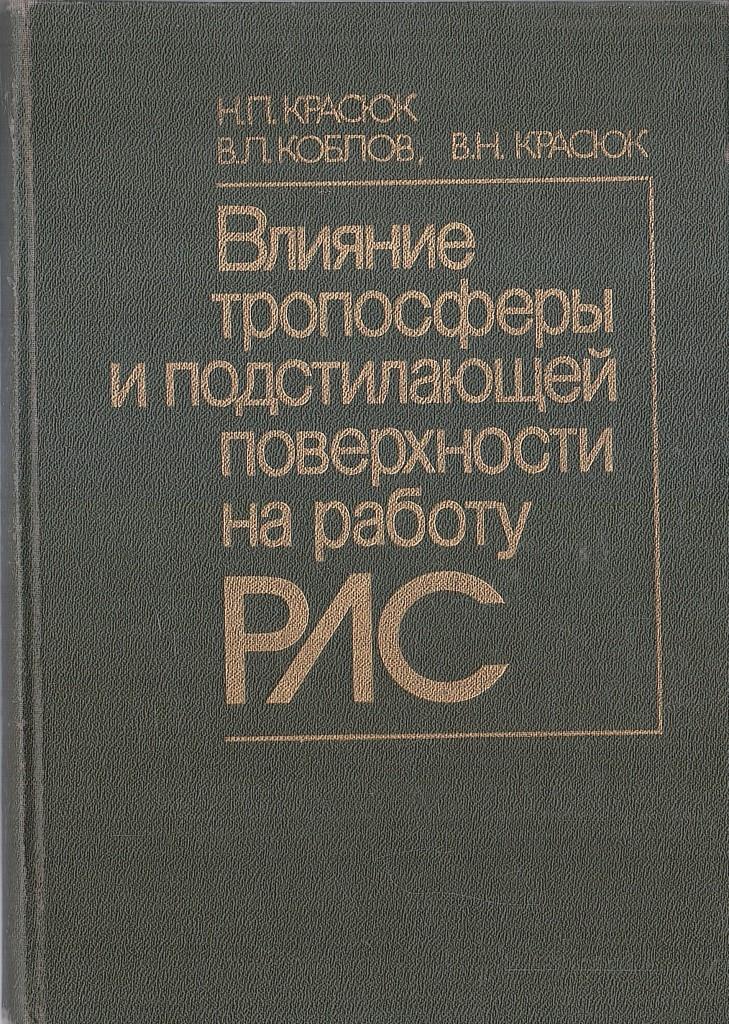 Н.П. КРАСЮК
В.Л. КОБЛОВ, В.Н. КРАСЮК
Влияние
тропосферы
и подстилающей
поверхности
на работу
РЛС